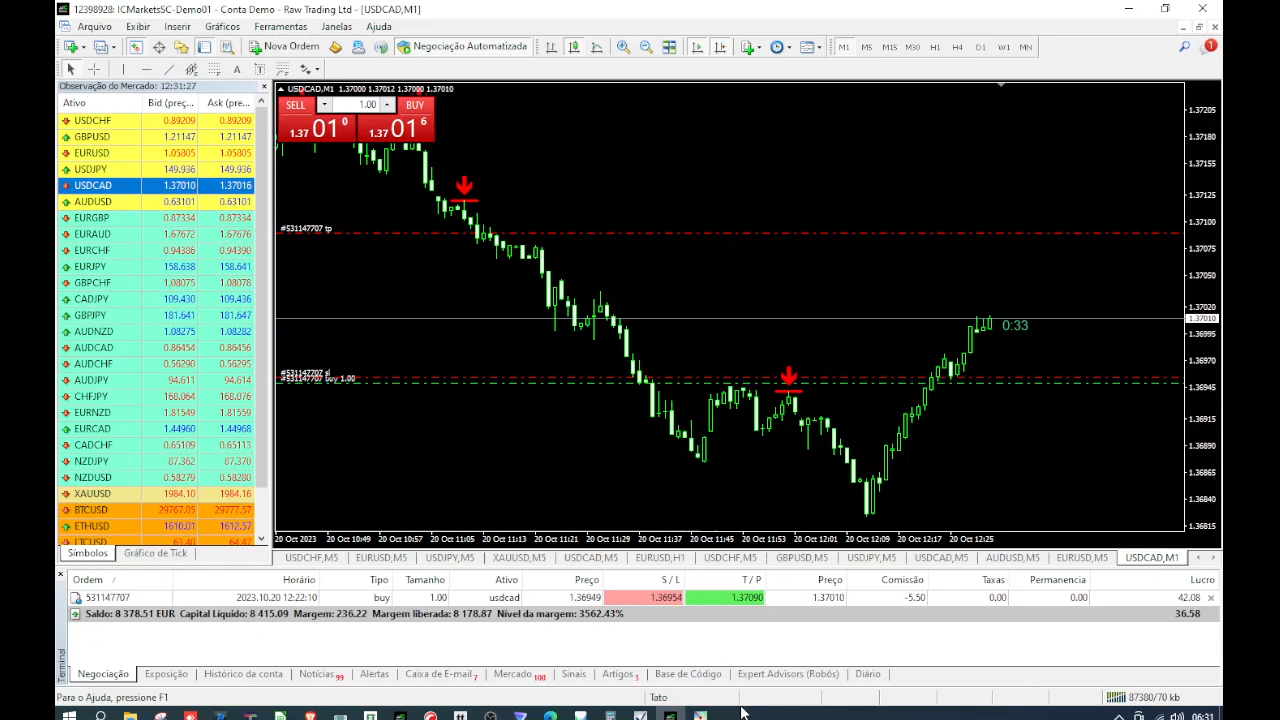 12398928: ICMarketsSC-Demo01 - Conta Demo - Raw Trading Ltd - [USDCAD,M1]
Arquivo Exibir Inserir Gráficos Ferramentas Janelas Ajuda
Nova Ordem Negociação Automatizada M1 M5 M15 M30 H1 H4 D1 W1 MN 1
A T
Observação do Mercado: 12:31:27
Ativo Bid (preç... Ask (pre...
USDCHF 0.89209 0.89209
GBPUSD 1.21147 1.21147
EURUSD 1.05805 1.05805
USDJPY 149.936 149.936
USDCAD 1.37010 1.37016
AUDUSD 0.63101 0.63101
EURGBP 0.87334 0.87334
EURAUD 1.67672 1.67676
EURCHF 0.94386 0.94390
EURJPY 158.638 158.641
GBPCHF 1.08075 1.08078
CADJPY 109.430 109.436
GBPJPY 181.641 181.647
AUDNZD 1.08275 1.08282
AUDCAD 0.86454 0.86456
AUDCHF 0.56290 0.56295
AUDJPY 94.611 94.614
CHFJPY 168.064 168.076
EURNZD 1.81549 1.81559
EURCAD 1.44960 1.44968
CADCHF 0.65109 0.65113
NZDJPY 87.362 87.370
NZDUSD 0.58279 0.58280
XAUUSD 1984.10 1984.16
BTCUSD 29767.05 29777.57
ETHUSD 1610.01 1612.57
LTCUSD 63.40 64.47
Símbolos Gráfico de Tick
USDCAD,M1 1.37000 1.37012 1.37000 1.37010
SELL 1.00 BUY
1.37 01 0 1.37 01 6
#531147707 tp
0:33
#531147707 sl
#531147707 buy 1.00
1.37205
1.37180
1.37155
1.37125
1.37100
1.37075
1.37050
1.37020
1.37010
1.36995
1.36970
1.36945
1.36915
1.36890
1.36865
1.36840
1.36815
20 Oct 2023 20 Oct 10:49 20 Oct 10:57 20 Oct 11:05 20 Oct 11:13 20 Oct 11:21 20 Oct 11:29 20 Oct 11:37 20 Oct 11:45 20 Oct 11:53 20 Oct 12:01 20 Oct 12:09 20 Oct 12:17 20 Oct 12:25
USDCHF,M5 EURUSD,M5 USDJPY,M5 XAUUSD,M5 USDCAD,M5 EURUSD,H1 USDCHF,M5 GBPUSD,M5 USDJPY,M5 USDCAD,M5 AUDUSD,M5 EURUSD,M5 USDCAD,M1
Ordem Horário Tipo Tamanho Ativo Preço S / L T / P Preço Comissão Taxas Permanencia Lucro
531147707 2023.10.20 12:22:10 buy 1.00 usdcad 1.36949 1.36954 1.37090 1.37010 -5.50 0.00 0.00 42.08
Saldo: 8 378.51 EUR Capital Líquido: 8 415.09 Margem: 236.22 Margem liberada: 8 178.87 Nível da margem: 3562.43% 36.58
Terminal
Negociação Exposição Histórico da conta Notícias 99 Alertas Caixa de E-mail 7 Mercado 100 Sinais Artigos 3 Base de Código Expert Advisors (Robôs) Diário
Para o Ajuda, pressione F1 Tato 87380/70 kb
06:31